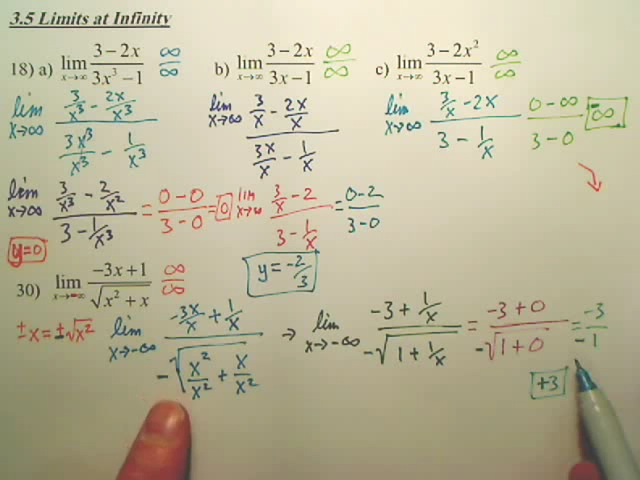 3.5 Limits at Infinity
18) a) lim x→∞ (3 − 2x)/(3x³ − 1) ∞/∞ b) lim x→∞ (3 − 2x)/(3x − 1) ∞/∞ c) lim x→∞ (3 − 2x²)/(3x − 1) ∞/∞
lim x→∞ (3/x³ − 2x/x³)/(3x³/x³ − 1/x³) lim x→∞ (3/x − 2x/x)/(3x/x − 1/x) lim x→∞ (3/x − 2x)/(3 − 1/x) (0 − ∞)/(3 − 0) −∞
lim x→∞ (3/x³ − 2/x²)/(3 − 1/x³) = (0 − 0)/(3 − 0) = 0 lim x→∞ (3/x − 2)/(3 − 1/x) = (0 − 2)/(3 − 0)
y=0 y = −2/3
30) lim x→−∞ (−3x + 1)/√(x² + x) ∞/∞
±x = ±√x² lim x→−∞ (−3x/x + 1/x)/(−√(x²/x² + x/x²)) → lim x→−∞ (−3 + 1/x)/(−√(1 + 1/x)) = (−3 + 0)/(−√(1 + 0)) = −3/−1
+3